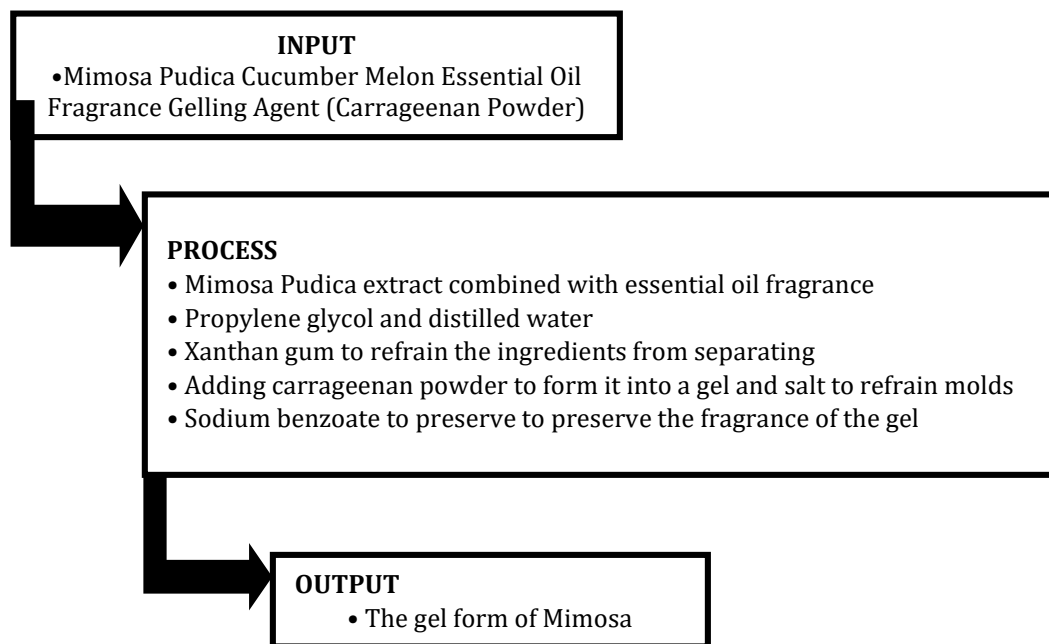 INPUT
•Mimosa Pudica Cucumber Melon Essential Oil
Fragrance Gelling Agent (Carrageenan Powder)
PROCESS
• Mimosa Pudica extract combined with essential oil fragrance
• Propylene glycol and distilled water
• Xanthan gum to refrain the ingredients from separating
• Adding carrageenan powder to form it into a gel and salt to refrain molds
• Sodium benzoate to preserve to preserve the fragrance of the gel
OUTPUT
• The gel form of Mimosa